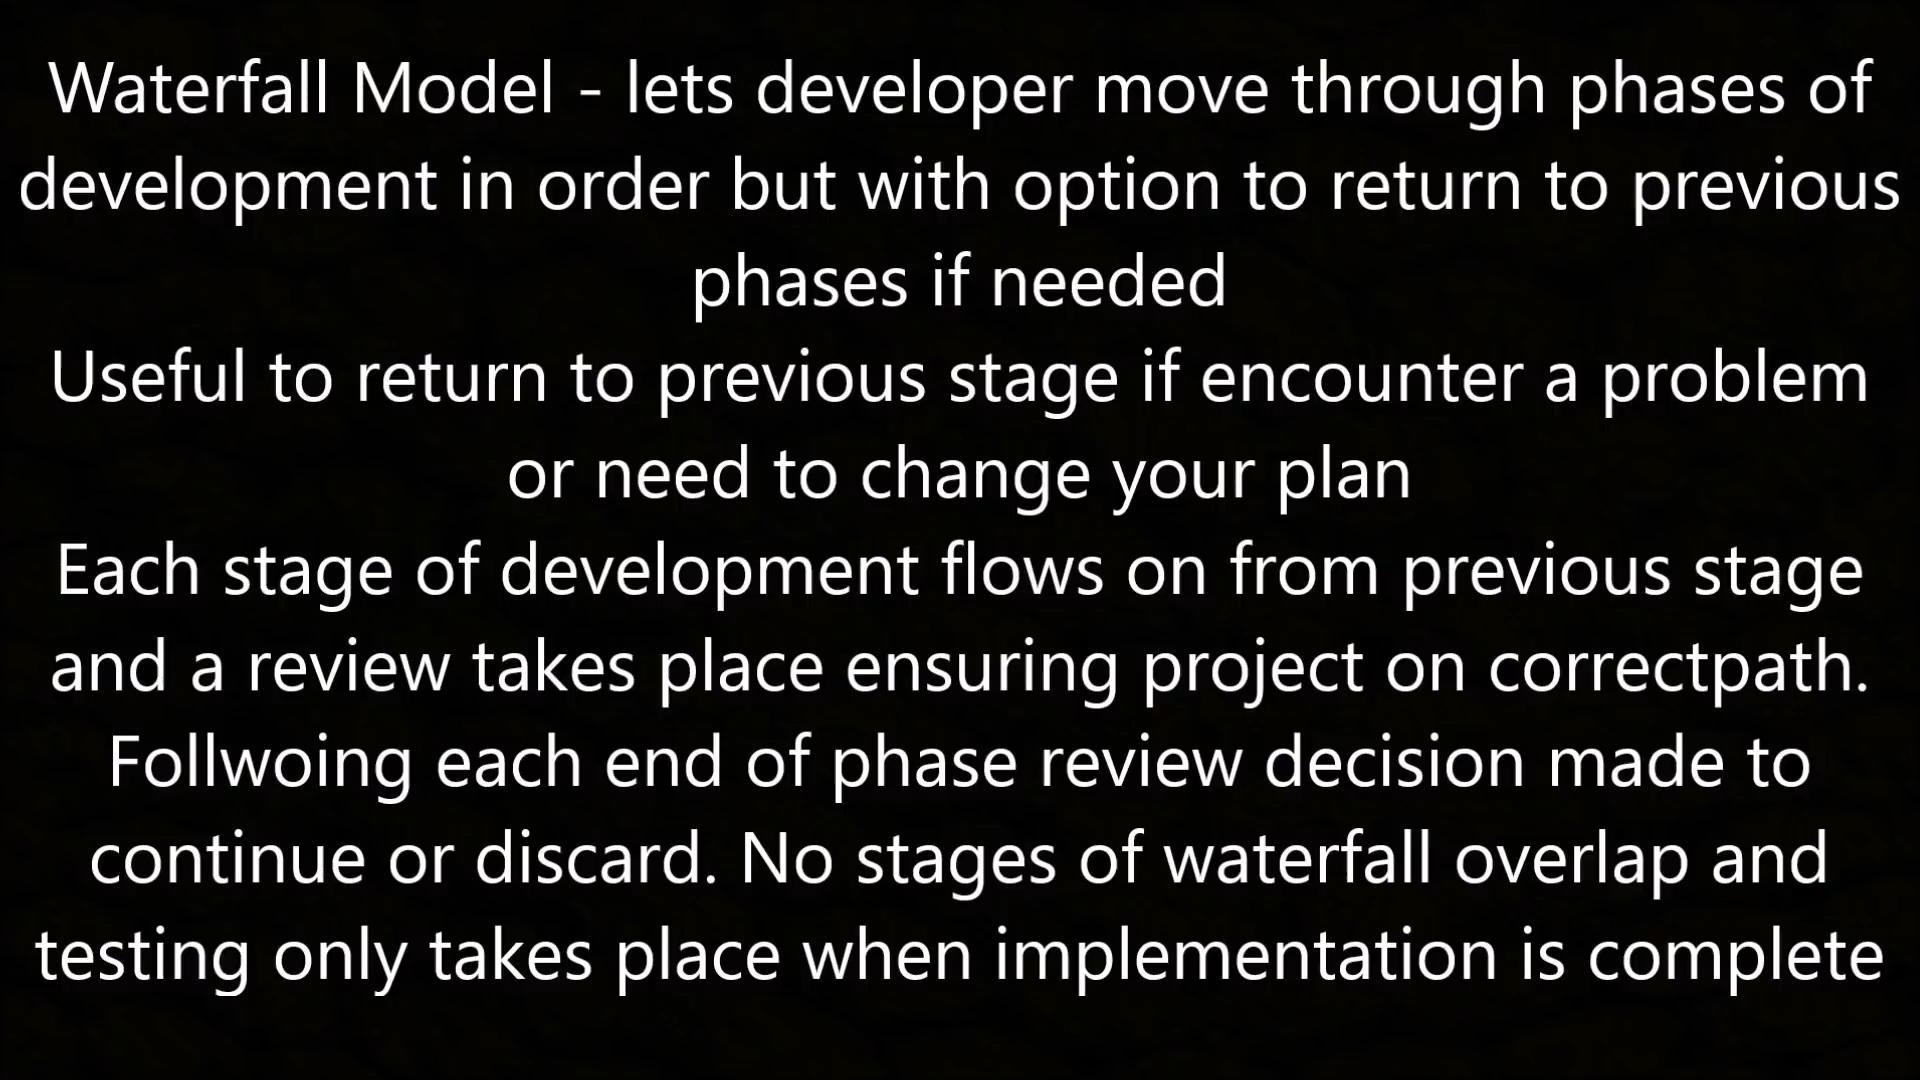 Waterfall Model - lets developer move through phases of
development in order but with option to return to previous
phases if needed
Useful to return to previous stage if encounter a problem
or need to change your plan
Each stage of development flows on from previous stage
and a review takes place ensuring project on correctpath.
Follwoing each end of phase review decision made to
continue or discard. No stages of waterfall overlap and
testing only takes place when implementation is complete